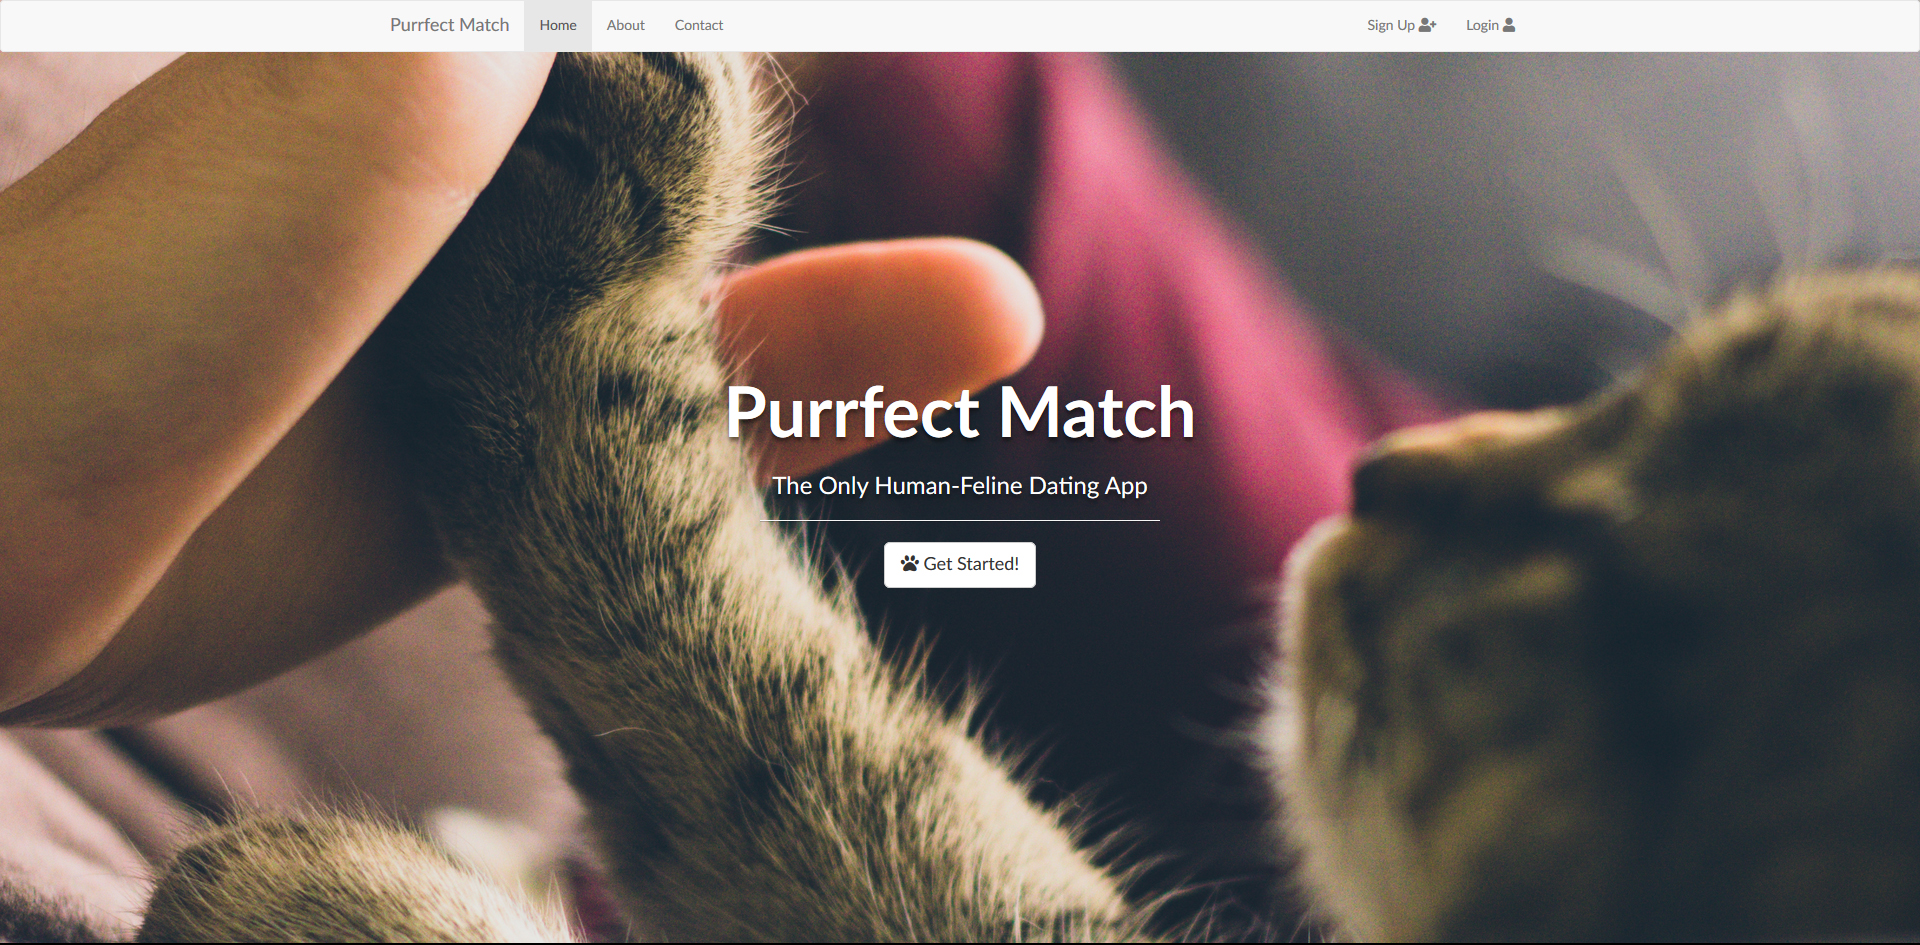 Purrfect Match Home About Contact Sign Up Login
Purrfect Match
The Only Human-Feline Dating App
Get Started!